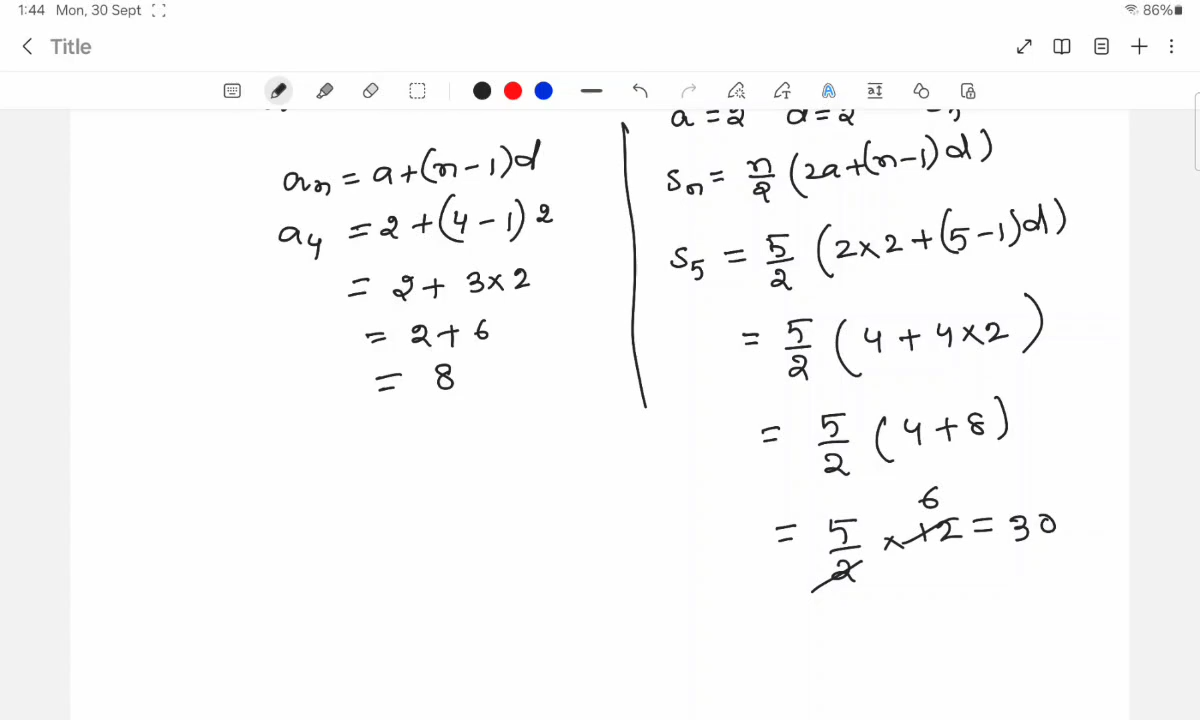 1:44 Mon, 30 Sept
86%
Title
aₙ = a+(n-1)d
a₄ = 2+(4-1) 2
= 2+ 3×2
= 2+ 6
= 8
a = 2 d = 2
Sₙ = n/2 (2a+(n-1)d)
S₅ = 5/2 (2×2+(5-1)d)
= 5/2 (4+4×2)
= 5/2 (4+8)
6
= 5/2 ×12 = 30